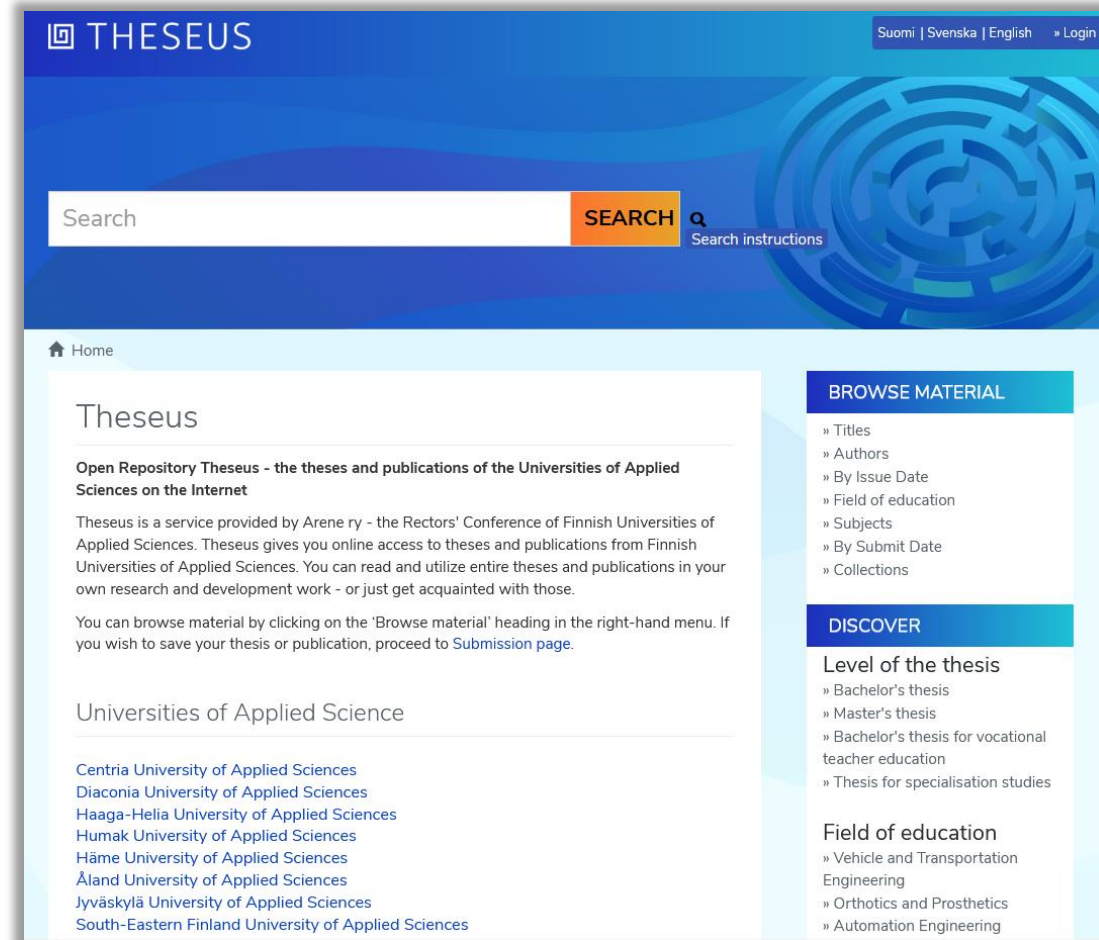 THESEUS
Suomi | Svenska | English » Login
Search
SEARCH
Search instructions
Home
Theseus
Open Repository Theseus - the theses and publications of the Universities of Applied
Sciences on the Internet
Theseus is a service provided by Arene ry - the Rectors' Conference of Finnish Universities of
Applied Sciences. Theseus gives you online access to theses and publications from Finnish
Universities of Applied Sciences. You can read and utilize entire theses and publications in your
own research and development work - or just get acquainted with those.
You can browse material by clicking on the ‘Browse material’ heading in the right-hand menu. If
you wish to save your thesis or publication, proceed to Submission page.
Universities of Applied Science
Centria University of Applied Sciences
Diaconia University of Applied Sciences
Haaga-Helia University of Applied Sciences
Humak University of Applied Sciences
Häme University of Applied Sciences
Åland University of Applied Sciences
Jyväskylä University of Applied Sciences
South-Eastern Finland University of Applied Sciences
BROWSE MATERIAL
» Titles
» Authors
» By Issue Date
» Field of education
» Subjects
» By Submit Date
» Collections
DISCOVER
Level of the thesis
» Bachelor's thesis
» Master's thesis
» Bachelor's thesis for vocational
teacher education
» Thesis for specialisation studies
Field of education
» Vehicle and Transportation
Engineering
» Orthotics and Prosthetics
» Automation Engineering